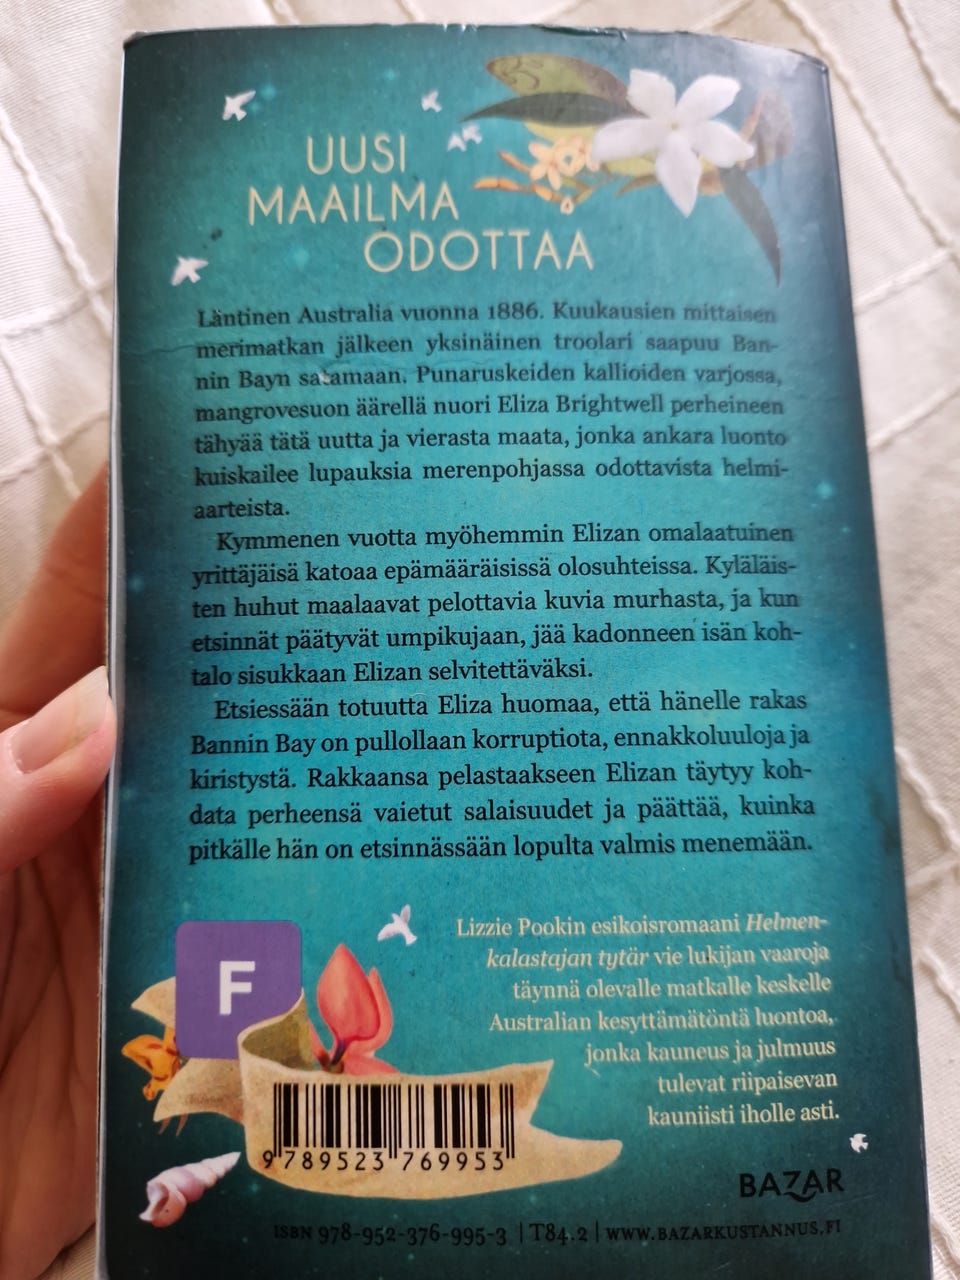 UUSI
MAAILMA
ODOTTAA
Läntinen Australia vuonna 1886. Kuukausien mittaisen
merimatkan jälkeen yksinäinen troolari saapuu Ban-
nin Bayn satamaan. Punaruskeiden kallioiden varjossa,
mangrovesuon äärellä nuori Eliza Brightwell perheineen
tähyää tätä uutta ja vierasta maata, jonka ankara luonto
kuiskailee lupauksia merenpohjassa odottavista helmi-
aarteista.
Kymmenen vuotta myöhemmin Elizan omalaatuinen
yrittäjäisä katoaa epämääräisissä olosuhteissa. Kyläläis-
ten huhut maalaavat pelottavia kuvia murhasta, ja kun
etsinnät päätyvät umpikujaan, jää kadonneen isän koh-
talo sisukkaan Elizan selvitettäväksi.
Etsiessään totuutta Eliza huomaa, että hänelle rakas
Bannin Bay on pullollaan korruptiota, ennakkoluuloja ja
kiristystä. Rakkaansa pelastaakseen Elizan täytyy koh-
data perheensä vaietut salaisuudet ja päättää, kuinka
pitkälle hän on etsinnässään lopulta valmis menemään.
Lizzie Pookin esikoisromaani Helmen-
kalastajan tytär vie lukijan vaaroja
täynnä olevalle matkalle keskelle
Australian kesyttämätöntä luontoa,
jonka kauneus ja julmuus
tulevat riipaisevan
kauniisti iholle asti.
F
9 789523 769953
BAZAR
ISBN 978-952-376-995-3 | T84.2 | WWW.BAZARKUSTANNUS.FI